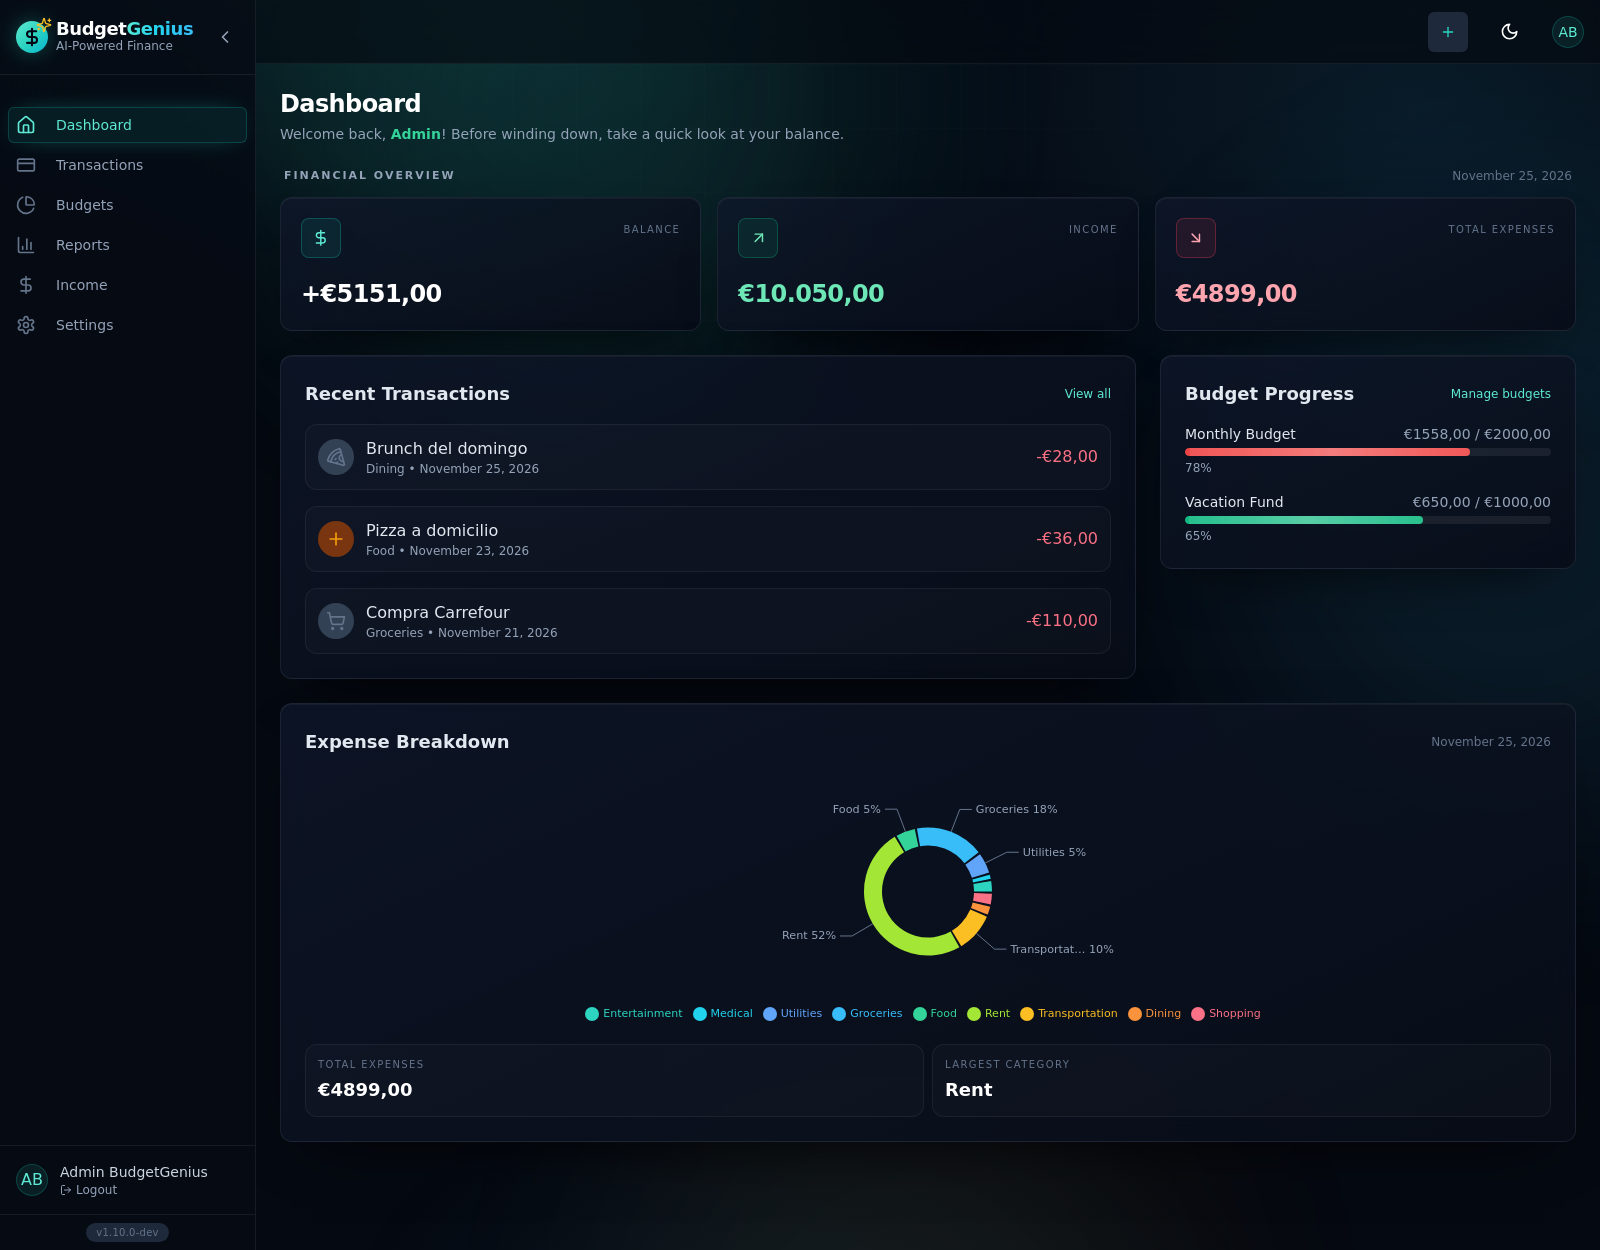 BudgetGenius
AI-Powered Finance
AB
Dashboard
Transactions
Budgets
Reports
Income
Settings
Dashboard
Welcome back, Admin! Before winding down, take a quick look at your balance.
FINANCIAL OVERVIEW
November 25, 2026
BALANCE
+€5151,00
INCOME
€10.050,00
TOTAL EXPENSES
€4899,00
Recent Transactions
View all
Brunch del domingo
Dining • November 25, 2026
-€28,00
Pizza a domicilio
Food • November 23, 2026
-€36,00
Compra Carrefour
Groceries • November 21, 2026
-€110,00
Budget Progress
Manage budgets
Monthly Budget
€1558,00 / €2000,00
78%
Vacation Fund
€650,00 / €1000,00
65%
Expense Breakdown
November 25, 2026
Food 5%
Groceries 18%
Utilities 5%
Rent 52%
Transportat... 10%
Entertainment
Medical
Utilities
Groceries
Food
Rent
Transportation
Dining
Shopping
TOTAL EXPENSES
€4899,00
LARGEST CATEGORY
Rent
AB
Admin BudgetGenius
Logout
v1.10.0-dev